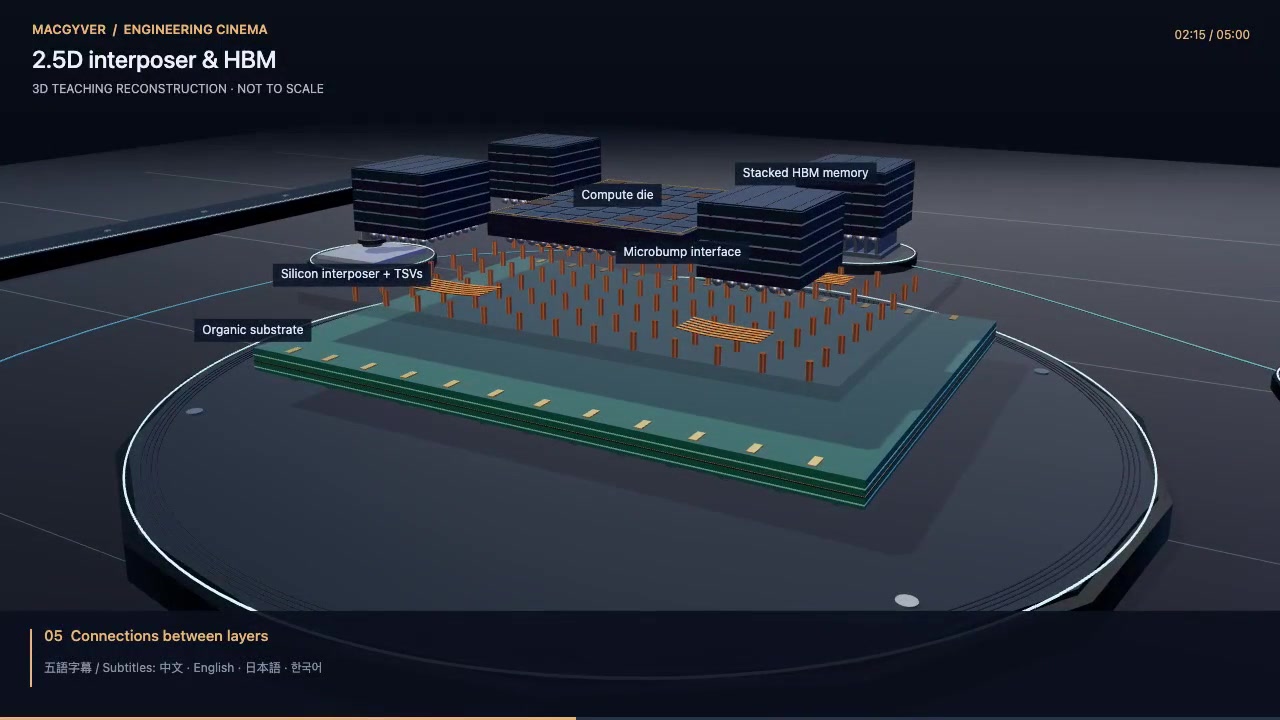 MACGYVER / ENGINEERING CINEMA
02:15 / 05:00
2.5D interposer & HBM
3D TEACHING RECONSTRUCTION · NOT TO SCALE
Stacked HBM memory
Compute die
Microbump interface
Silicon interposer + TSVs
Organic substrate
05 Connections between layers
五語字幕 / Subtitles: 中文 · English · 日本語 · 한국어